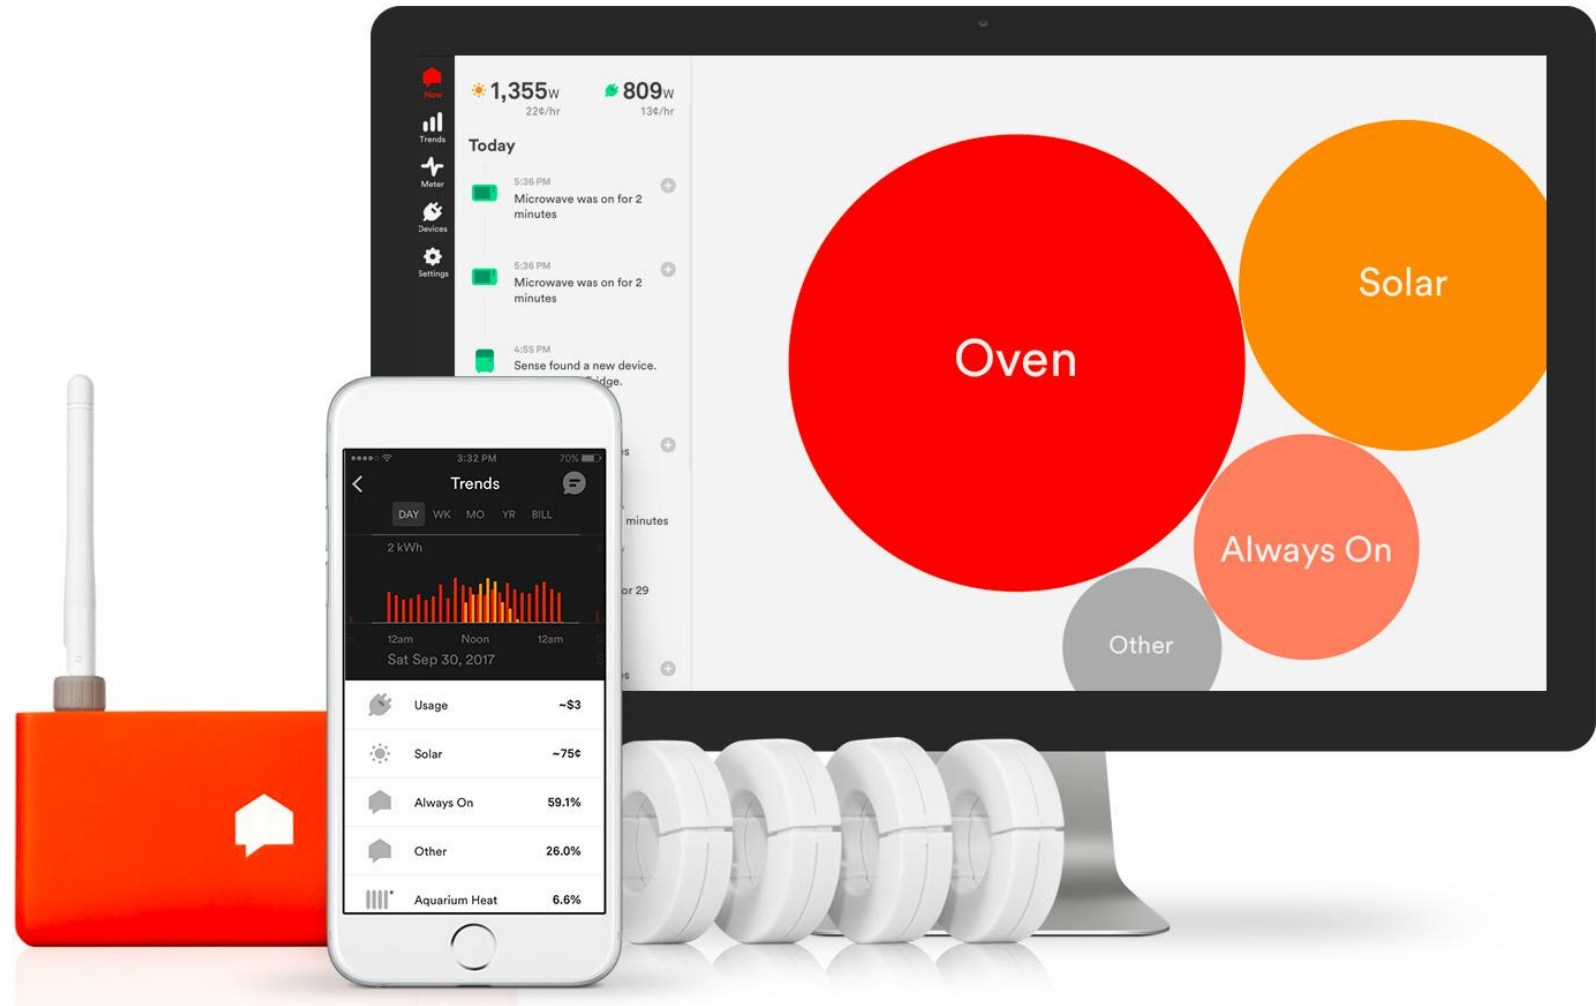 Now
Trends
Meter
Devices
Settings
1,355w 809w
22¢/hr 13¢/hr
Today
5:36 PM
Microwave was on for 2
minutes
5:36 PM
Microwave was on for 2
minutes
4:55 PM
Sense found a new device.
minutes
or 29
Oven
Solar
Always On
Other
3:32 PM 70%
Trends
DAY WK MO YR BILL
2 kWh
12am Noon 12am
Sat Sep 30, 2017
Usage ~$3
Solar ~75¢
Always On 59.1%
Other 26.0%
Aquarium Heat 6.6%